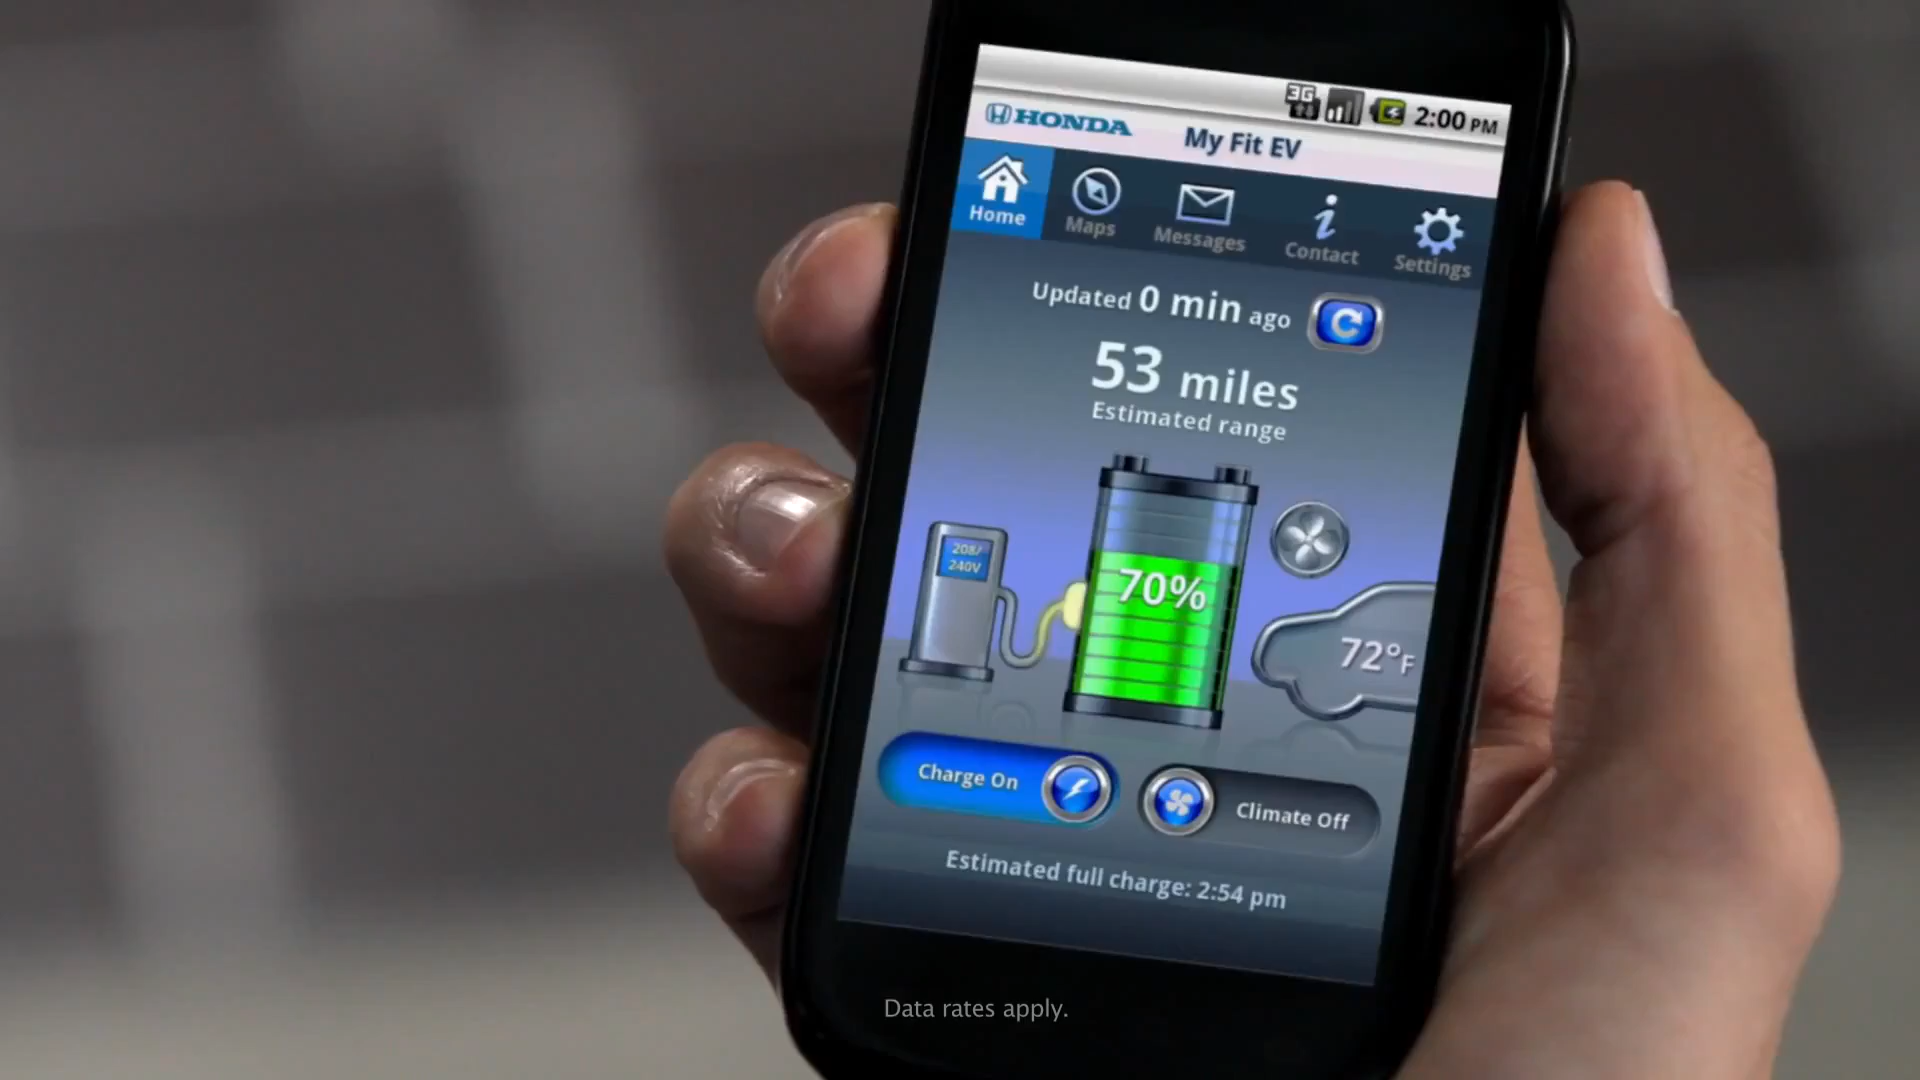 3G 2:00 PM
HONDA My Fit EV
Home Maps Messages Contact Settings
Updated 0 min ago
53 miles
Estimated range
208/
240V
70%
72°F
Charge On Climate Off
Estimated full charge: 2:54 pm
Data rates apply.